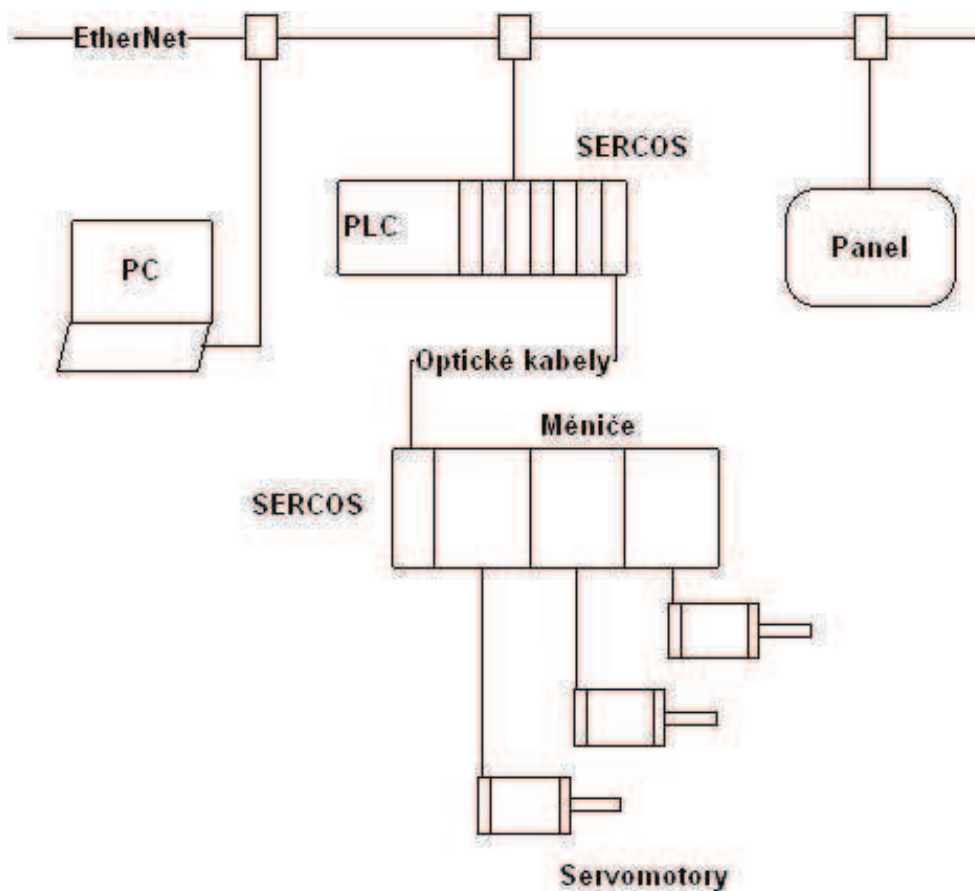 EtherNet
SERCOS
PLC
PC
Panel
Optické kabely
Měniče
SERCOS
Servomotory